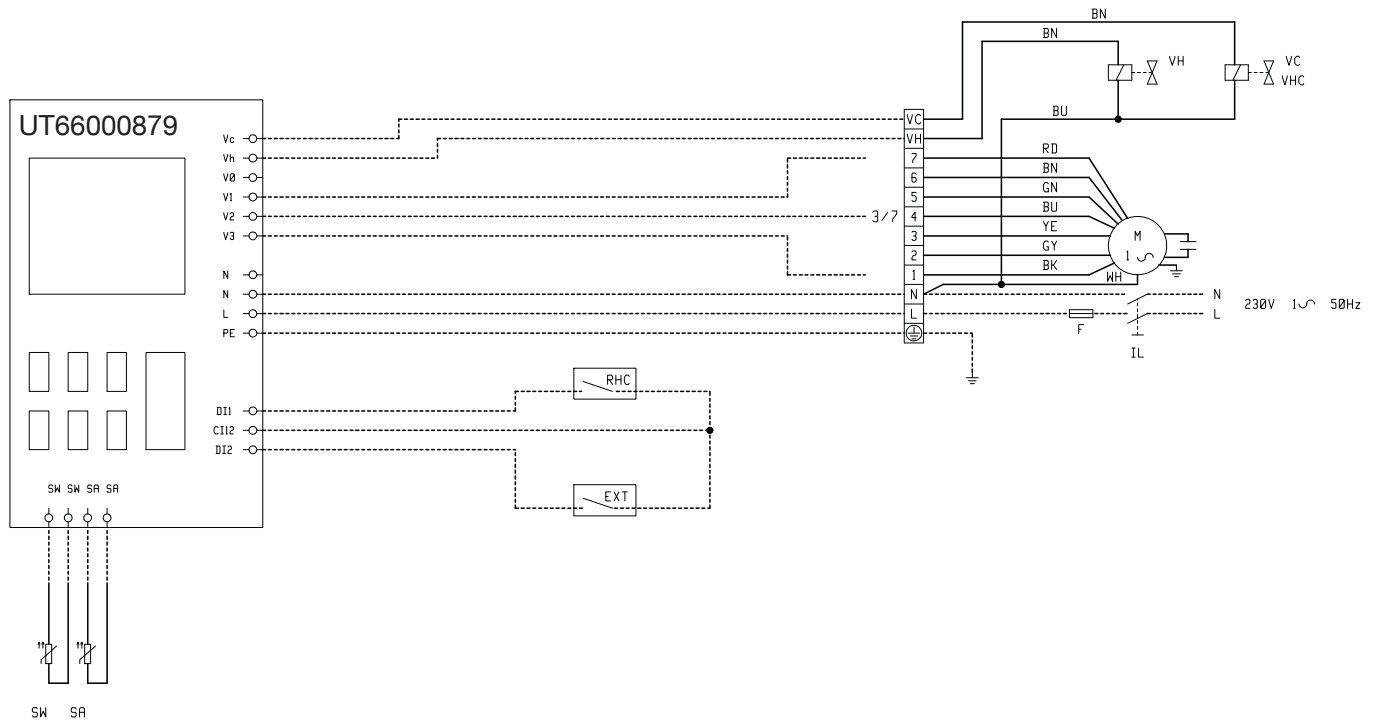 BN
BN
VH
VC
VHC
BU
UT66000879
Vc
Vh
V0
V1
V2
V3
N
N
L
PE
DI1
CI12
DI2
3/7
VC
VH
7
6
5
4
3
2
1
N
L
RD
BN
GN
BU
YE
GY
BK
WH
M
1
N
L
230V 1 50Hz
F
IL
RHC
EXT
SW SW SA SA
SW SA